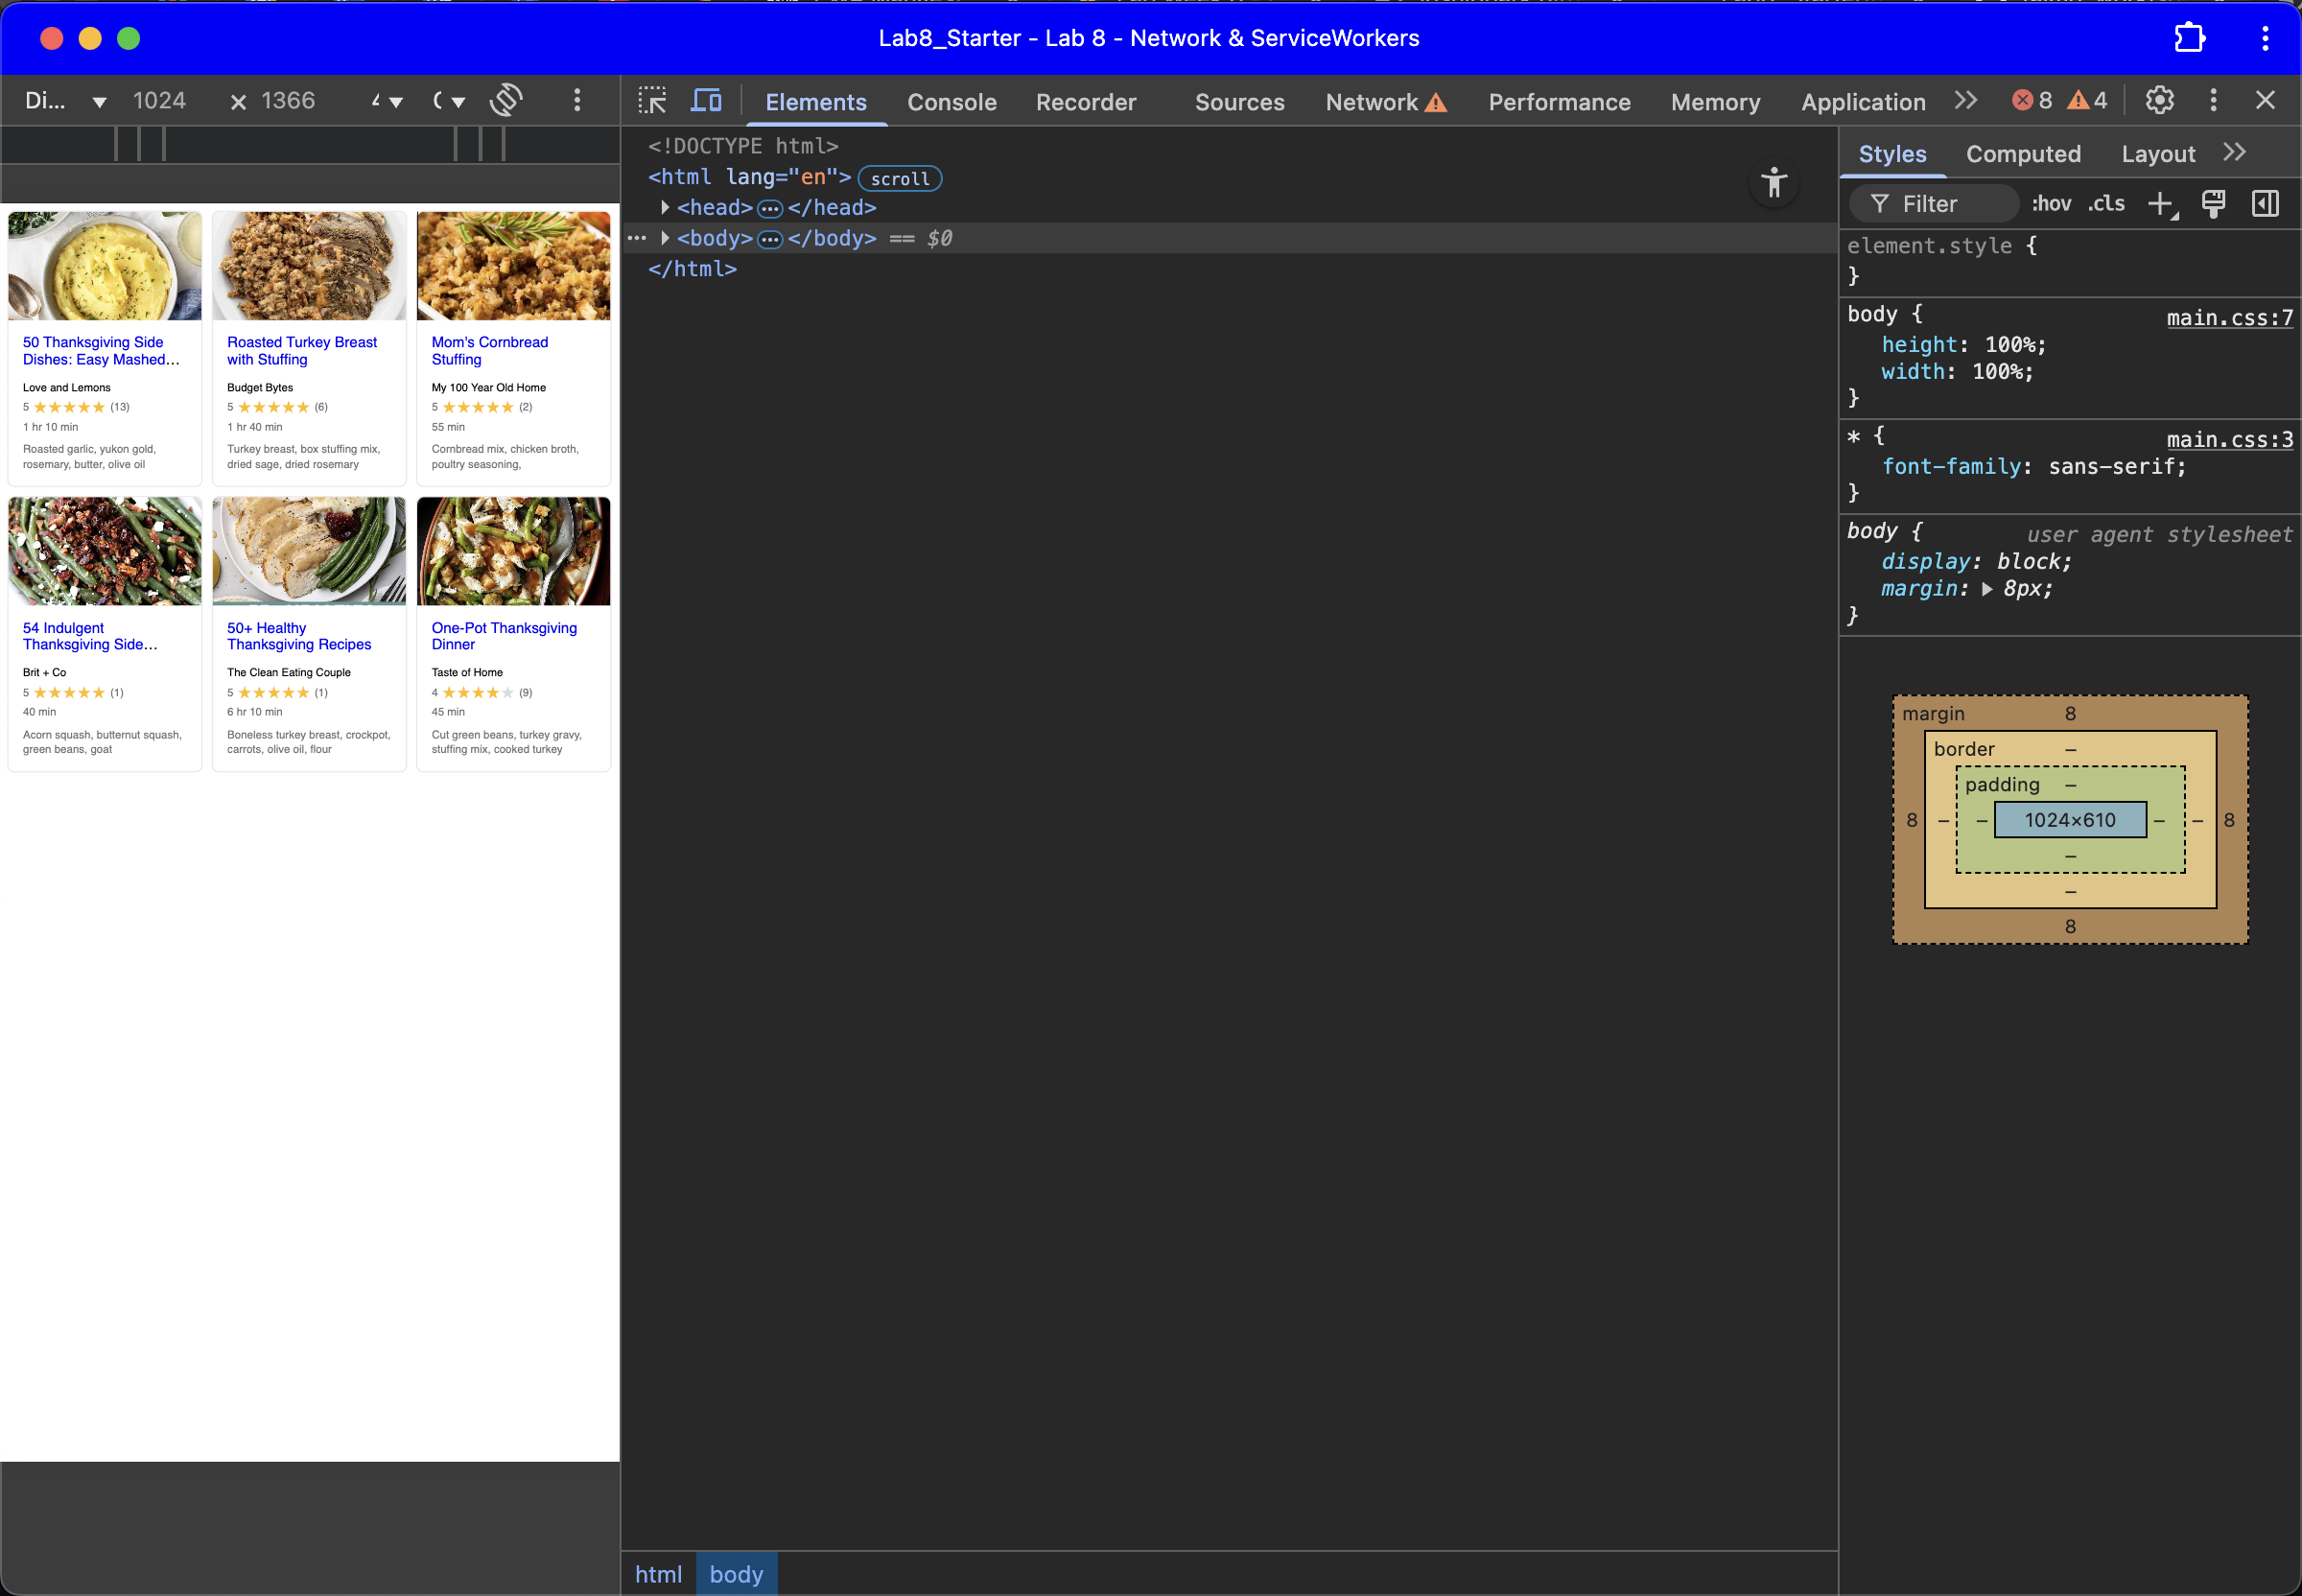 Lab8_Starter - Lab 8 - Network & ServiceWorkers
Di... 1024 × 1366
Elements Console Recorder Sources Network Performance Memory Application 8 4
50 Thanksgiving Side
Dishes: Easy Mashed…
Love and Lemons
5 (13)
1 hr 10 min
Roasted garlic, yukon gold,
rosemary, butter, olive oil
Roasted Turkey Breast
with Stuffing
Budget Bytes
5 (6)
1 hr 40 min
Turkey breast, box stuffing mix,
dried sage, dried rosemary
Mom's Cornbread
Stuffing
My 100 Year Old Home
5 (2)
55 min
Cornbread mix, chicken broth,
poultry seasoning,
54 Indulgent
Thanksgiving Side…
Brit + Co
5 (1)
40 min
Acorn squash, butternut squash,
green beans, goat
50+ Healthy
Thanksgiving Recipes
The Clean Eating Couple
5 (1)
6 hr 10 min
Boneless turkey breast, crockpot,
carrots, olive oil, flour
One-Pot Thanksgiving
Dinner
Taste of Home
4 (9)
45 min
Cut green beans, turkey gravy,
stuffing mix, cooked turkey
<!DOCTYPE html>
<html lang="en"> scroll
<head> … </head>
<body> … </body> == $0
</html>
html body
Styles Computed Layout
Filter :hov .cls
element.style {
}
body { main.css:7
height: 100%;
width: 100%;
}
* { main.css:3
font-family: sans-serif;
}
body { user agent stylesheet
display: block;
margin: 8px;
}
margin 8
border –
padding –
8 – – 1024×610 – – 8
–
–
8